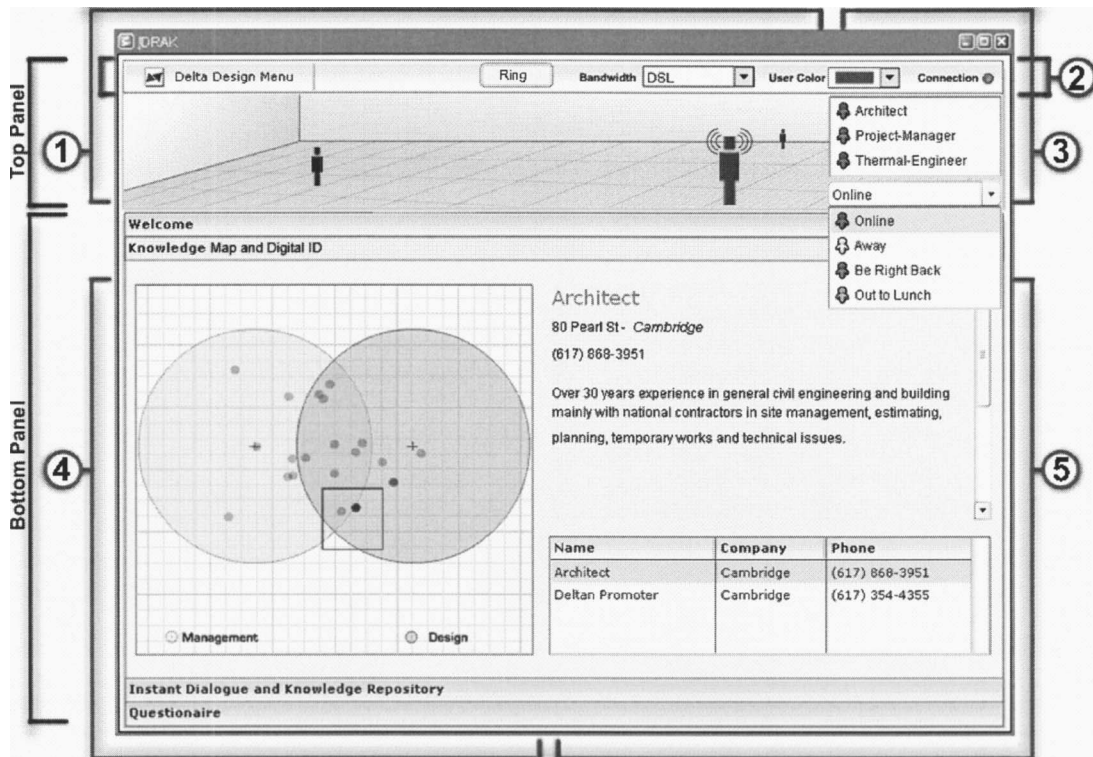 JDRAK
Delta Design Menu
Ring
Bandwidth DSL
User Color
Connection
Top Panel
1
2
3
Architect
Project-Manager
Thermal-Engineer
Online
Online
Away
Be Right Back
Out to Lunch
Welcome
Knowledge Map and Digital ID
Bottom Panel
4
5
Management
Design
Architect
80 Pearl St - Cambridge
(617) 868-3951
Over 30 years experience in general civil engineering and building
mainly with national contractors in site management, estimating,
planning, temporary works and technical issues.
Name Company Phone
Architect Cambridge (617) 868-3951
Deltan Promoter Cambridge (617) 354-4355
Instant Dialogue and Knowledge Repository
Questionaire